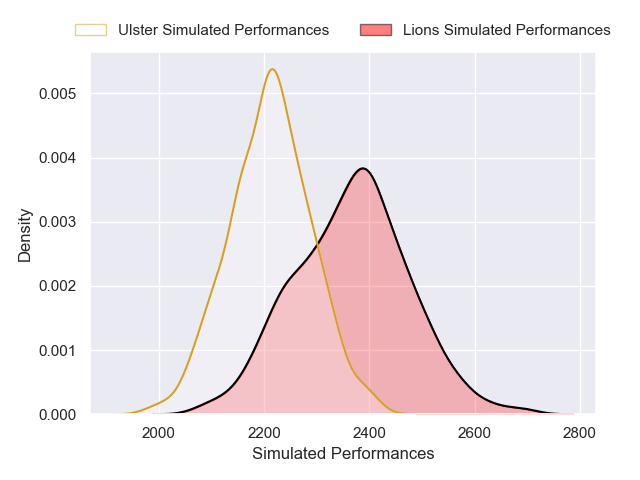 Ulster Simulated Performances
Lions Simulated Performances
Density
0.005
0.004
0.003
0.002
0.001
0.000
2000
2200
2400
2600
2800
Simulated Performances